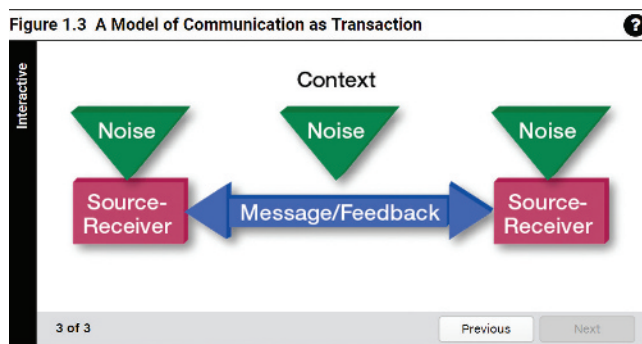 Figure 1.3 A Model of Communication as Transaction
?
Interactive
Context
Noise
Noise
Noise
Source-
Receiver
Message/Feedback
Source-
Receiver
3 of 3
Previous
Next